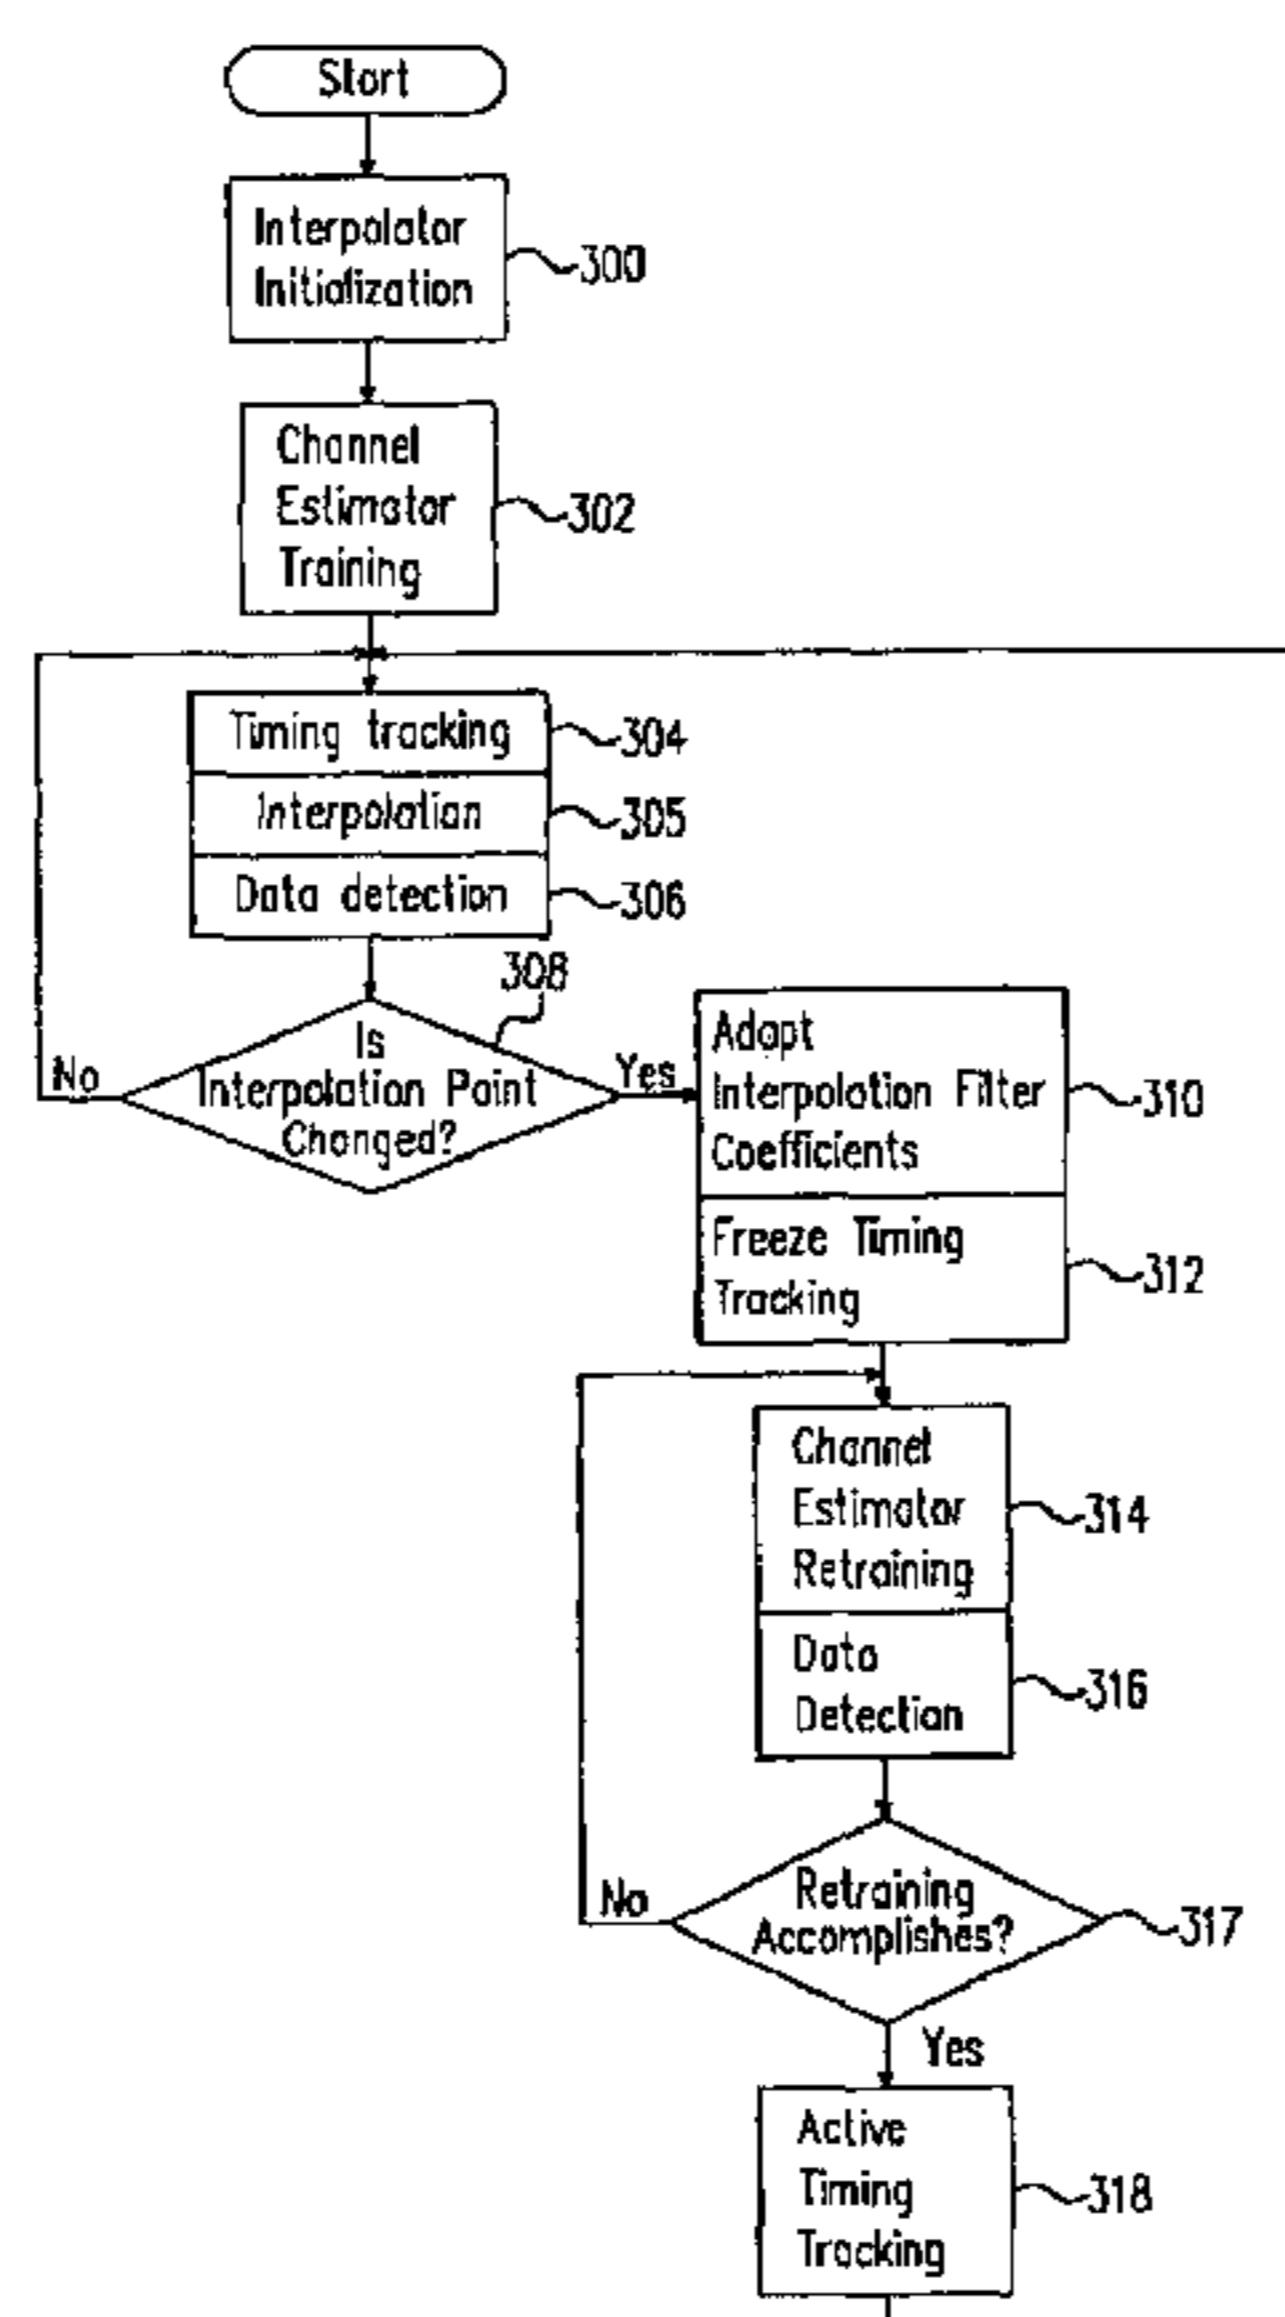 Start
Interpolator
Initialization
300
Channel
Estimator
Training
302
Timing tracking
304
Interpolation
305
Data detection
306
308
Is
Interpolation Point
Changed?
No
Yes
Adapt
Interpolation Filter
Coefficients
310
Freeze Timing
Tracking
312
Channel
Estimator
Retraining
314
Data
Detection
316
Retraining
Accomplishes?
317
No
Yes
Active
Timing
Tracking
318